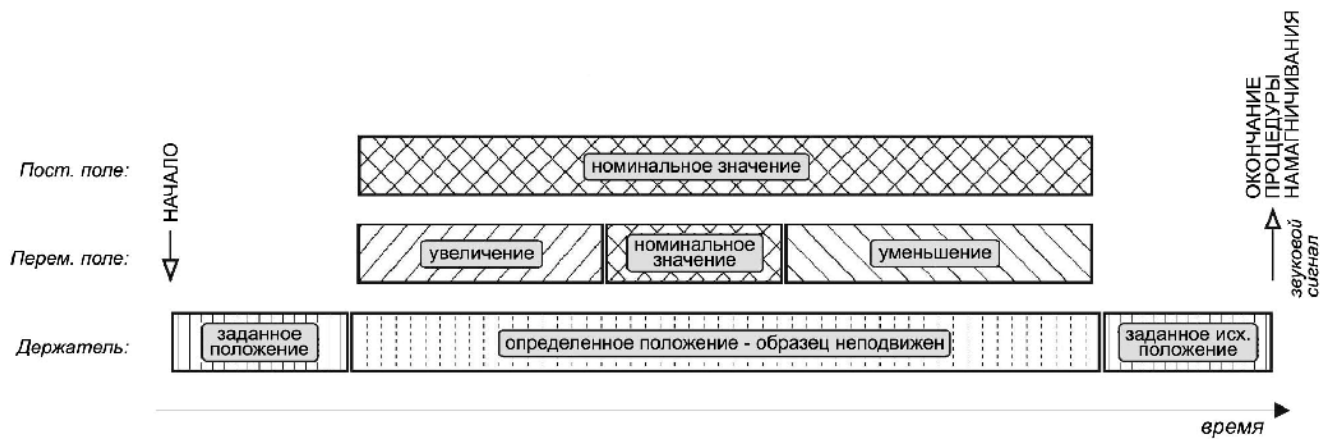 Пост. поле:
НАЧАЛО
номинальное значение
ОКОНЧАНИЕ
ПРОЦЕДУРЫ
НАМАГНИЧИВАНИЯ
Перем. поле:
увеличение
номинальное
значение
уменьшение
звуковой
сигнал
Держатель:
заданное
положение
определенное положение - образец неподвижен
заданное исх.
положение
время